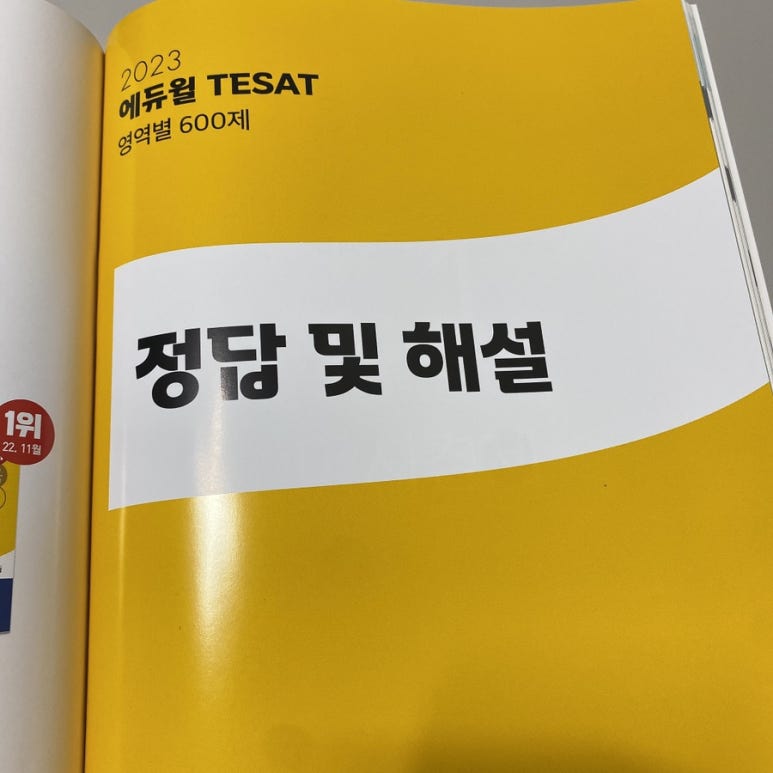 2023
에듀윌 TESAT
영역별 600제
정답 및 해설
1위
22. 11월